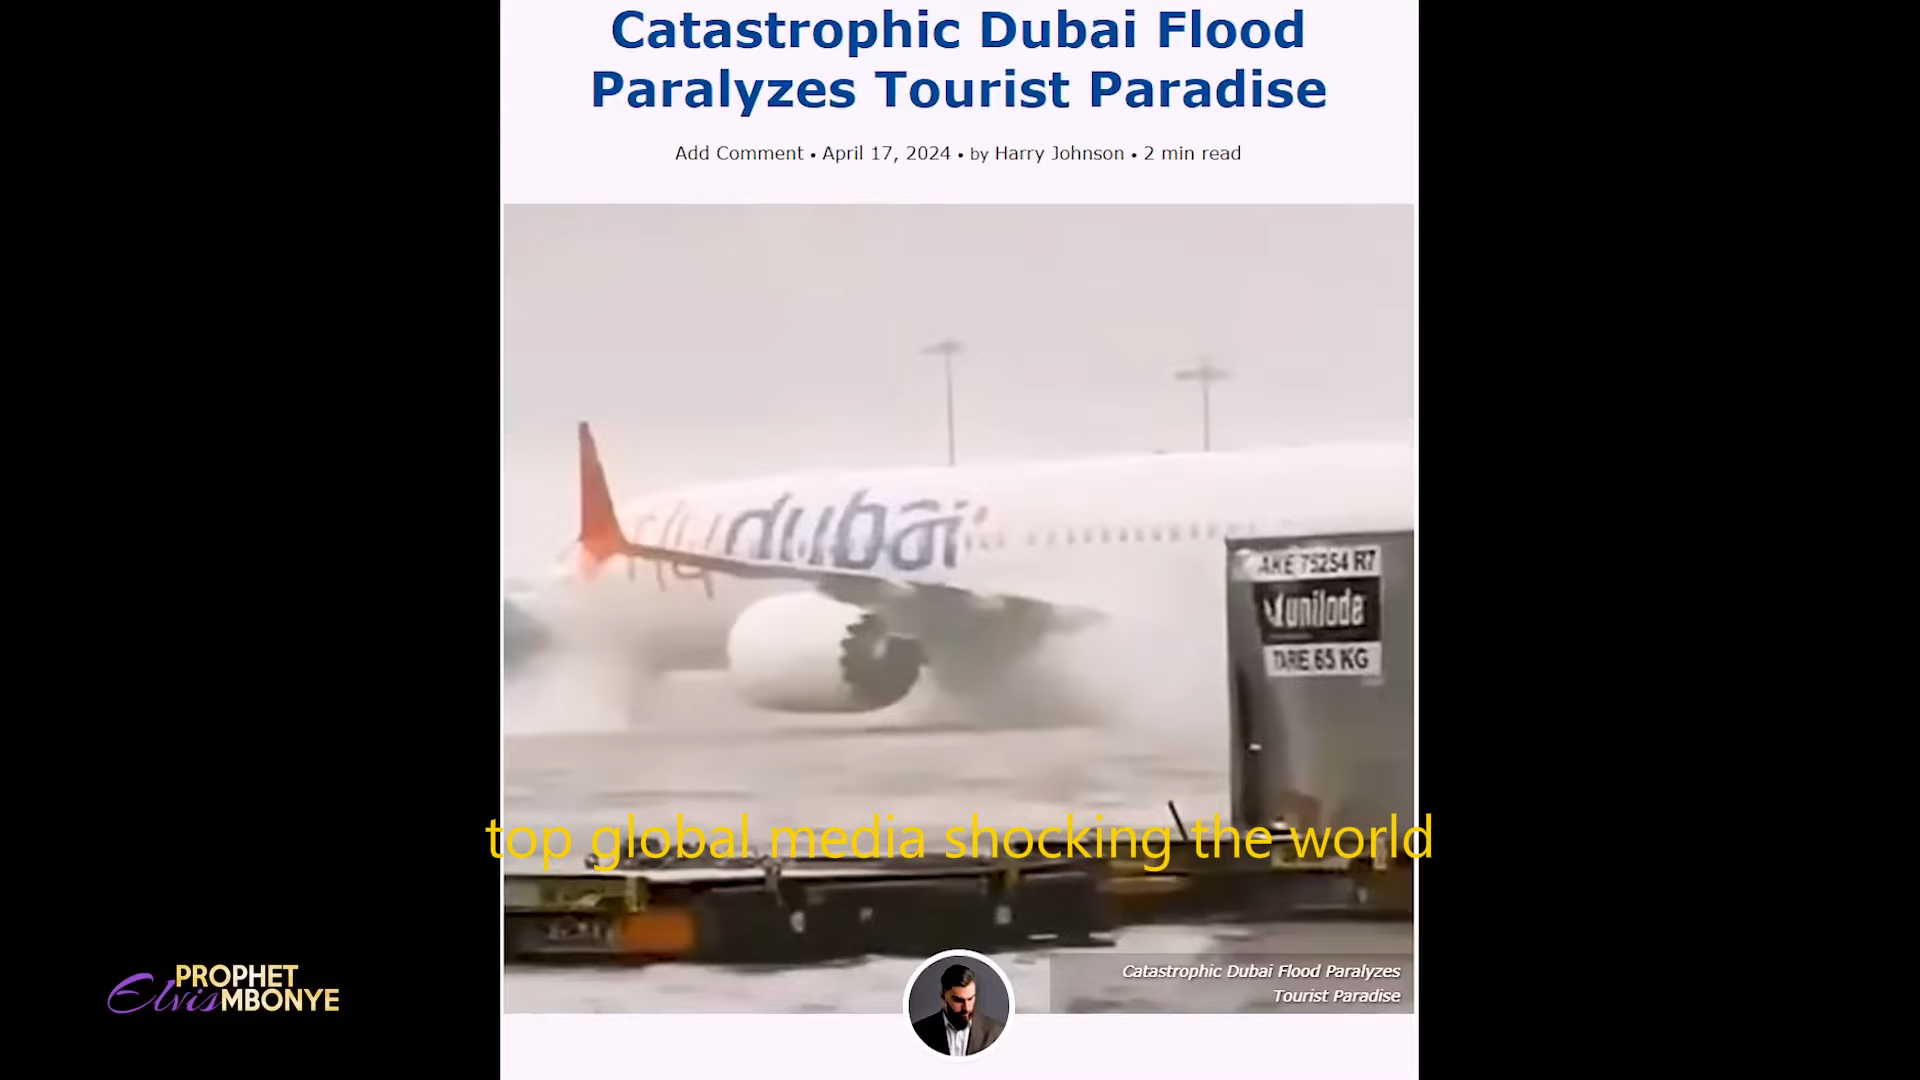 Catastrophic Dubai Flood
Paralyzes Tourist Paradise
Add Comment • April 17, 2024 • by Harry Johnson • 2 min read
dubai
AKE 75254 R7
unilode
TARE 65 KG
top global media shocking the world
Catastrophic Dubai Flood Paralyzes
Tourist Paradise
PROPHET
Elvis MBONYE